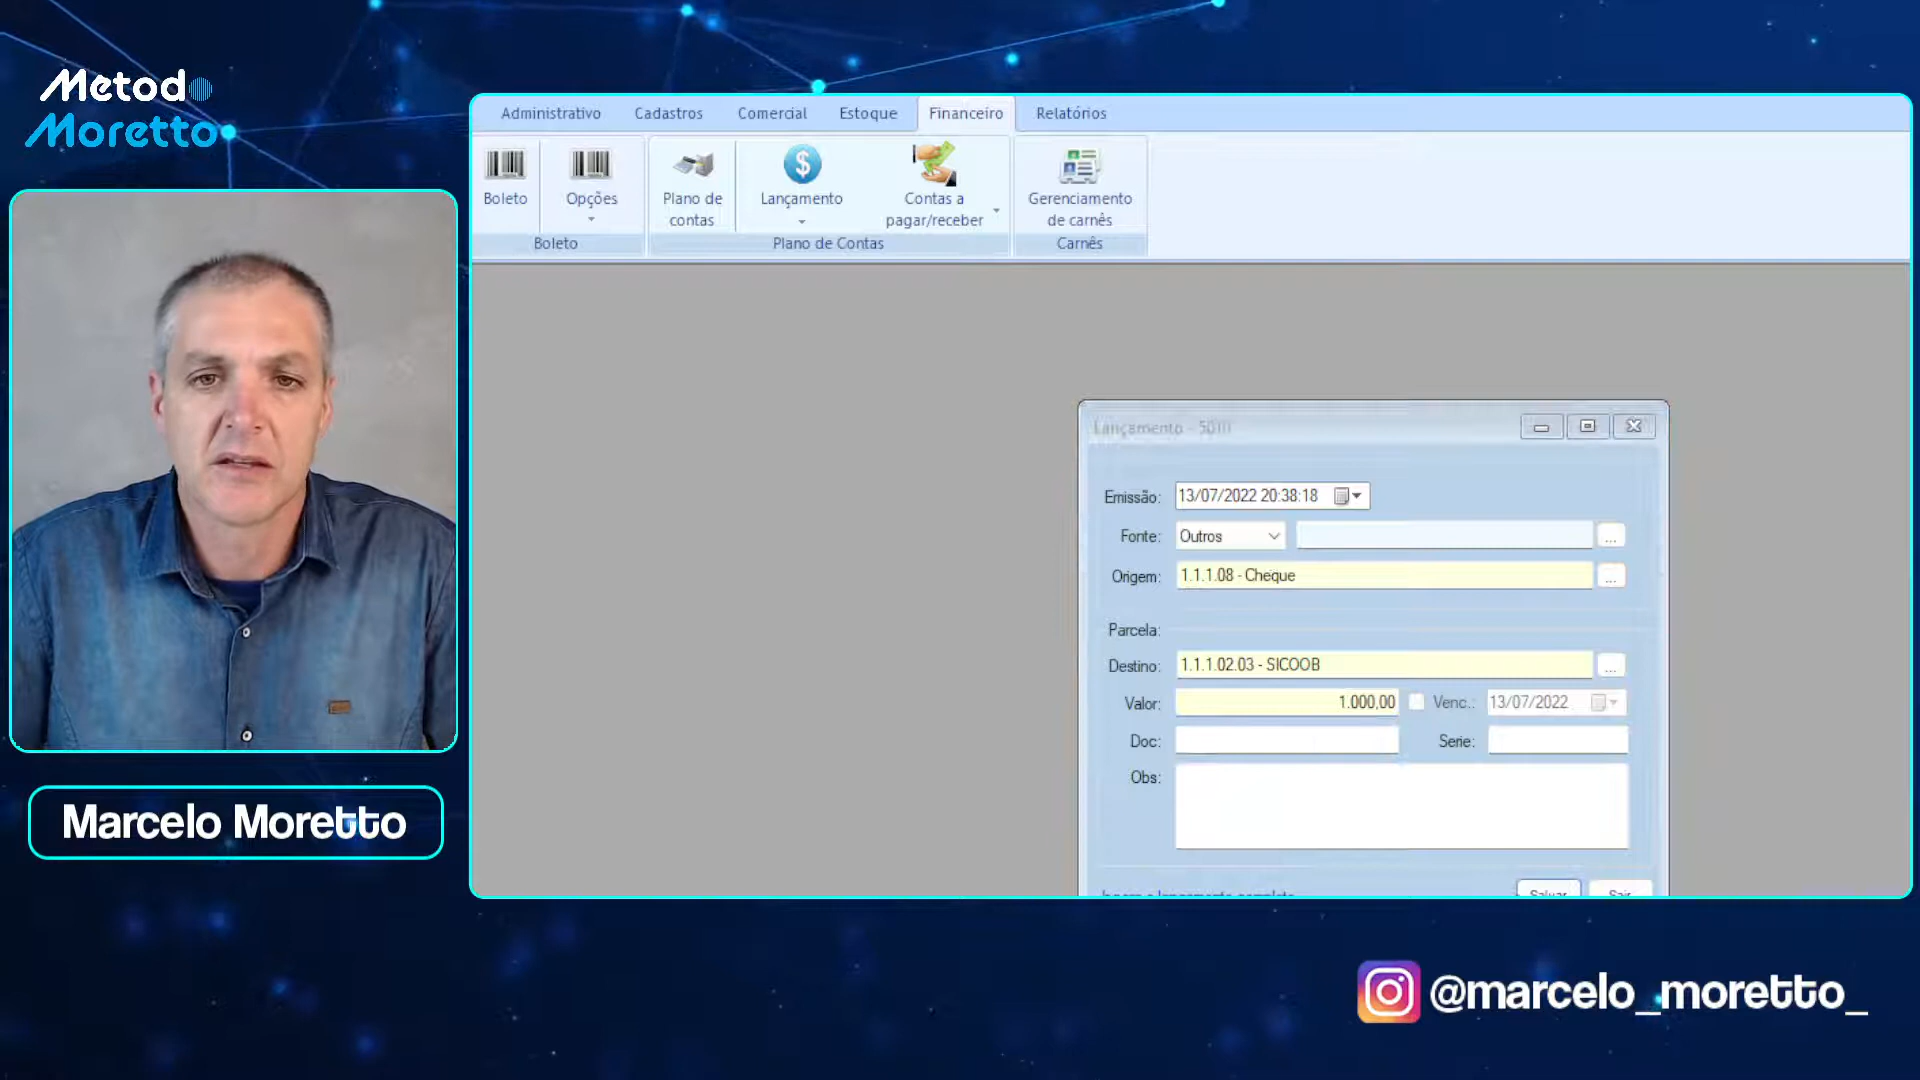 Metodo
Moretto
Administrativo Cadastros Comercial Estoque Financeiro Relatórios
Boleto Opções Plano de contas Lançamento Contas a pagar/receber Gerenciamento de carnês
Boleto Plano de Contas Carnês
Lançamento -
Emissão: 13/07/2022 20:38:18
Fonte: Outros ...
Origem: 1.1.1.08 - Cheque ...
Parcela:
Destino: 1.1.1.02.03 - SICOOB ...
Valor: 1.000,00 Venc.: 13/07/2022
Doc: Serie:
Obs:
Salvar Sair
Marcelo Moretto
@marcelo_moretto_